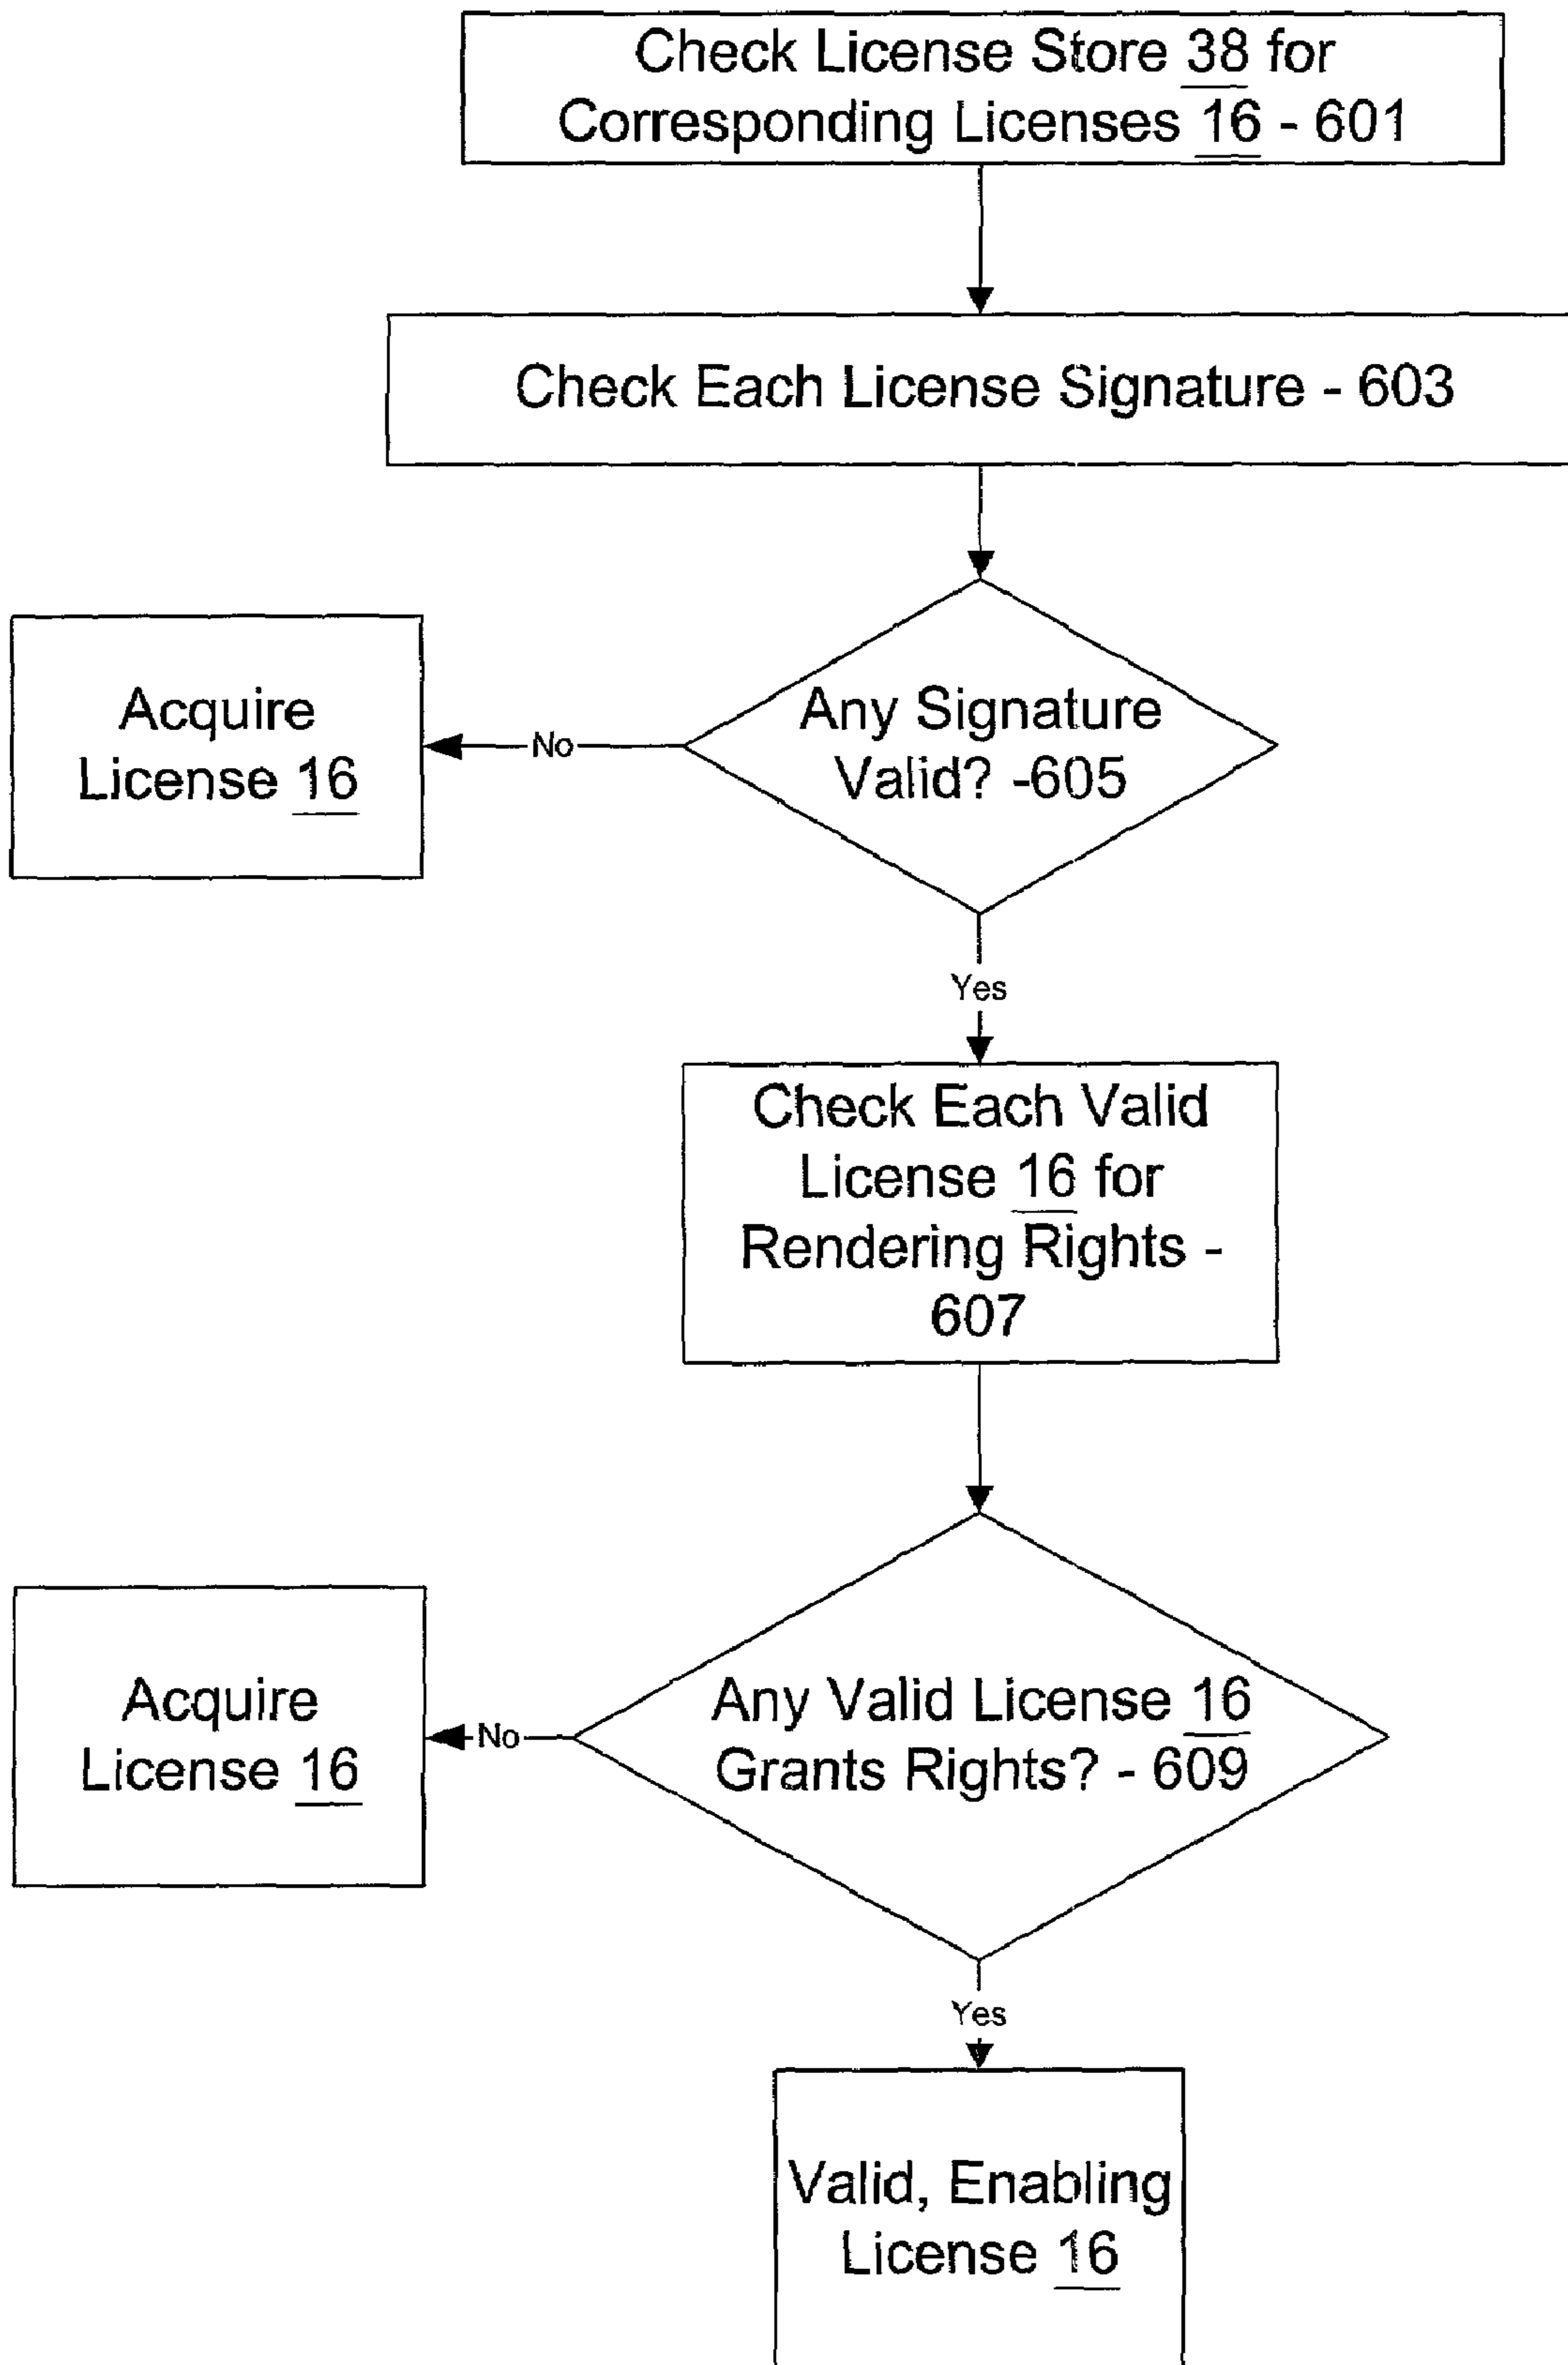 Check License Store 38 for
Corresponding Licenses 16 - 601
Check Each License Signature - 603
Any Signature
Valid? -605
No
Acquire
License 16
Yes
Check Each Valid
License 16 for
Rendering Rights -
607
Any Valid License 16
Grants Rights? - 609
No
Acquire
License 16
Yes
Valid, Enabling
License 16